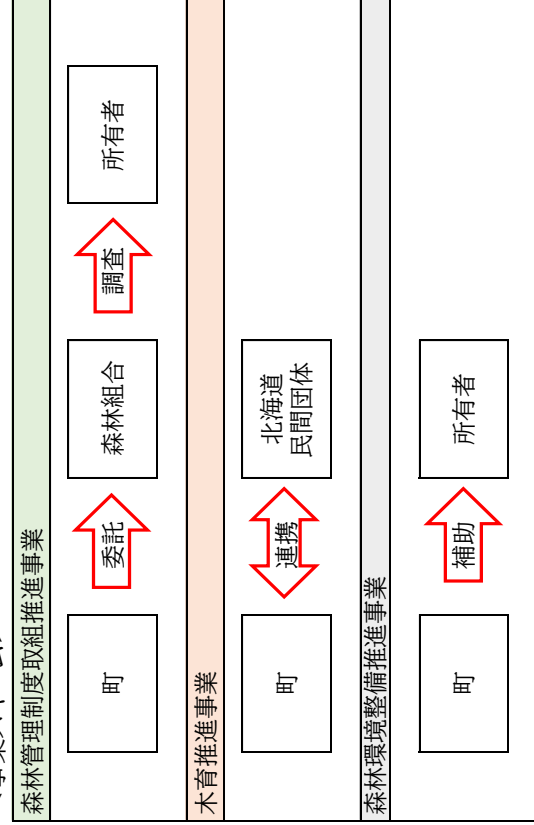 森林管理制度取組推進事業
町
委託
森林組合
調査
所有者
木育推進事業
町
連携
北海道
民間団体
森林環境整備推進事業
町
補助
所有者